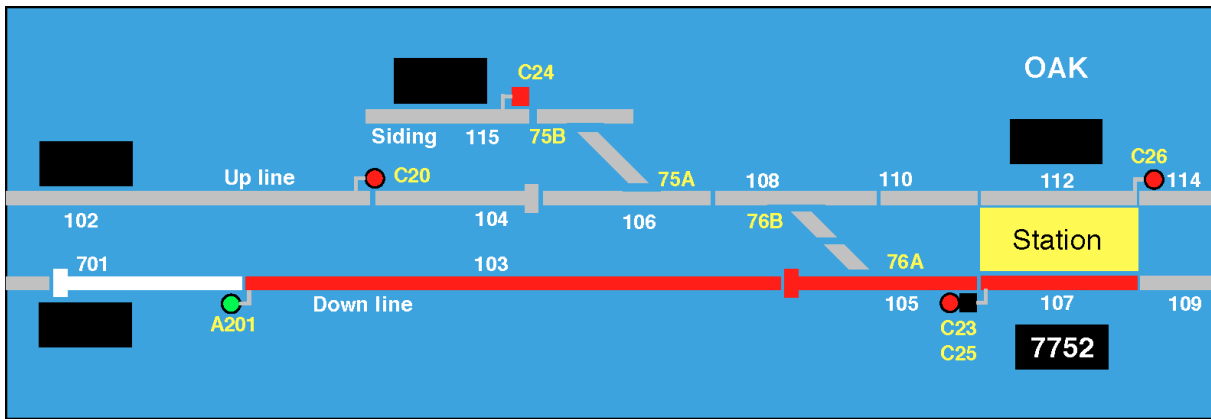 C24
OAK
Siding
115
75B
Up line
C20
75A
108
110
112
C26
114
102
104
106
76B
Station
701
103
76A
A201
Down line
105
C23
C25
107
109
7752